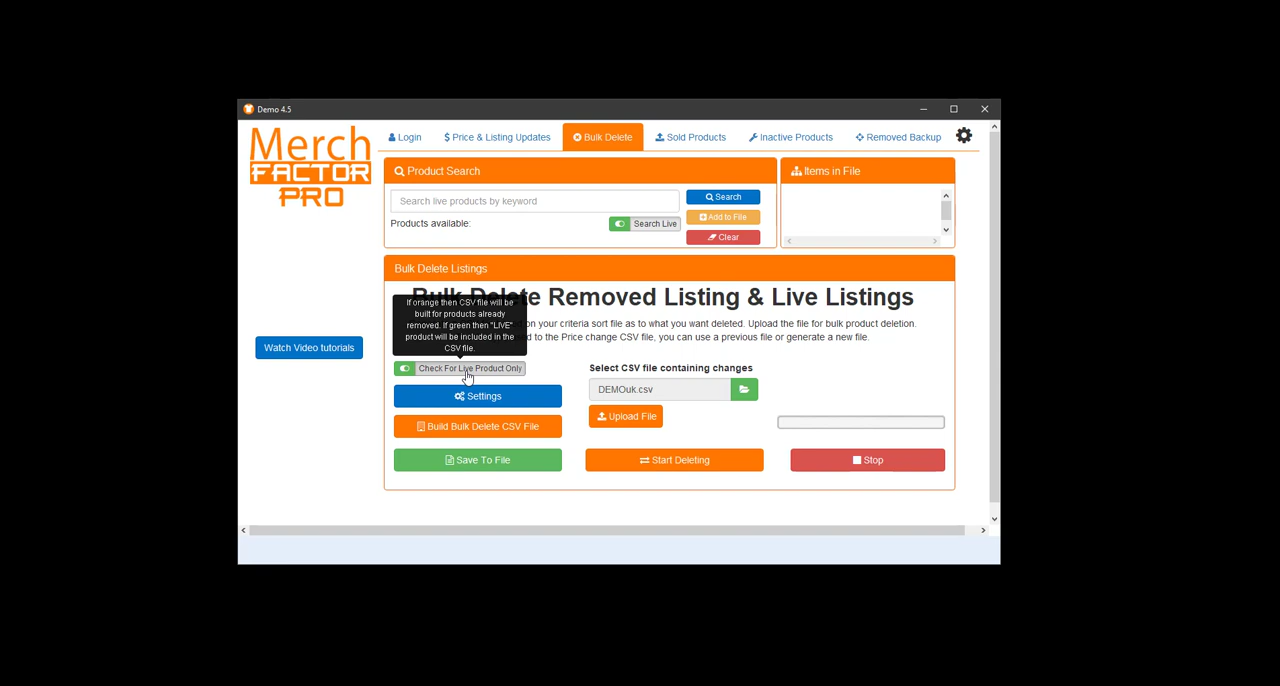 Demo 4.5
Merch
FACTOR
PRO
Login
Price & Listing Updates
Bulk Delete
Sold Products
Inactive Products
Removed Backup
Product Search
Search live products by keyword
Search
Products available:
Search Live
Add to File
Clear
Items in File
Bulk Delete Listings
Delete Removed Listing & Live Listings
If orange then CSV file will be
built for products already
removed. If green then "LIVE"
product will be included in the
CSV file.
on your criteria sort file as to what you want deleted. Upload the file for bulk product deletion.
to the Price change CSV file, you can use a previous file or generate a new file.
Watch Video tutorials
Check For Live Product Only
Settings
Build Bulk Delete CSV File
Save To File
Select CSV file containing changes
DEMOuk.csv
Upload File
Start Deleting
Stop